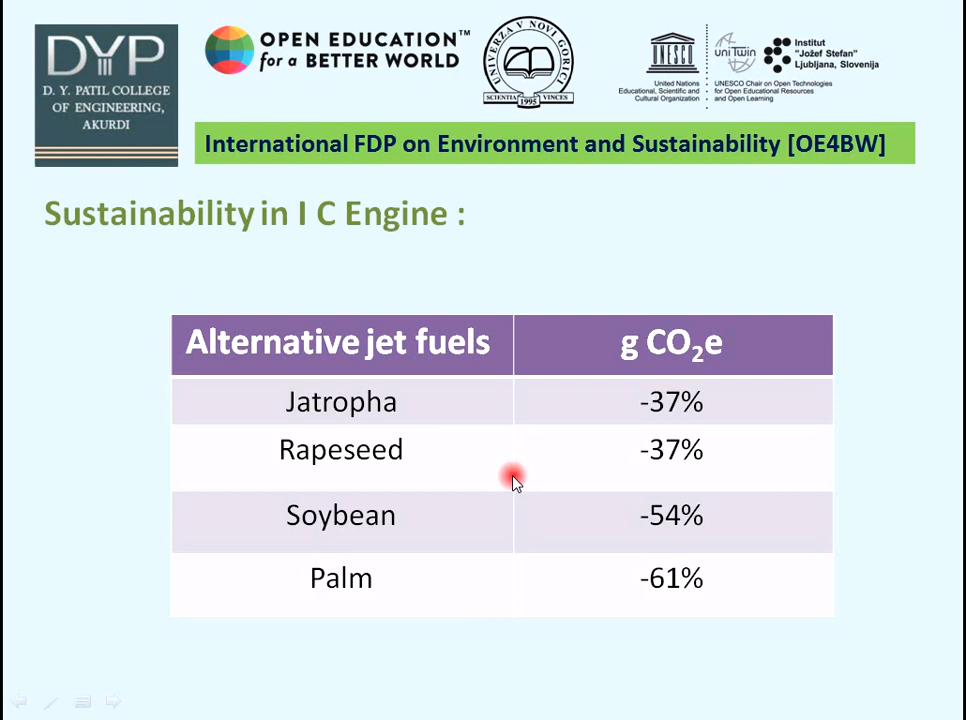 DYP
D. Y. PATIL COLLEGE
OF ENGINEERING,
AKURDI
OPEN EDUCATION™
for a BETTER WORLD
UNIVERZA V NOVI GORICI
SCIENTIA VINCES
1995
UNESCO
United Nations
Educational, Scientific and
Cultural Organization
uniTwin
Institut
"Jožef Stefan"
Ljubljana, Slovenija
UNESCO Chair on Open Technologies
for Open Educational Resources
and Open Learning
International FDP on Environment and Sustainability [OE4BW]
Sustainability in I C Engine :
Alternative jet fuels g CO₂e
Jatropha -37%
Rapeseed -37%
Soybean -54%
Palm -61%